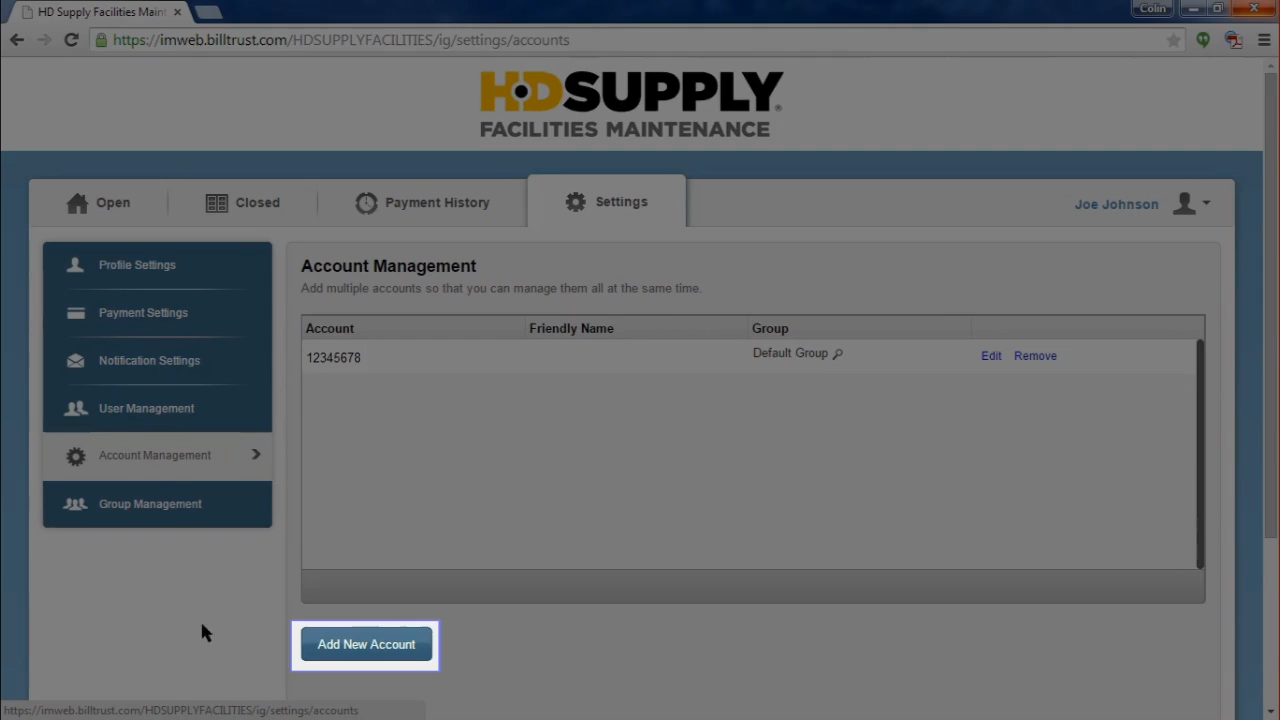 HD Supply Facilities Maint
Colin
https://imweb.billtrust.com/HDSUPPLYFACILITIES/ig/settings/accounts
HDSUPPLY®
FACILITIES MAINTENANCE
Open
Closed
Payment History
Settings
Joe Johnson
Profile Settings
Payment Settings
Notification Settings
User Management
Account Management
Group Management
Account Management
Add multiple accounts so that you can manage them all at the same time.
Account Friendly Name Group
12345678 Default Group Edit Remove
Add New Account
https://imweb.billtrust.com/HDSUPPLYFACILITIES/ig/settings/accounts